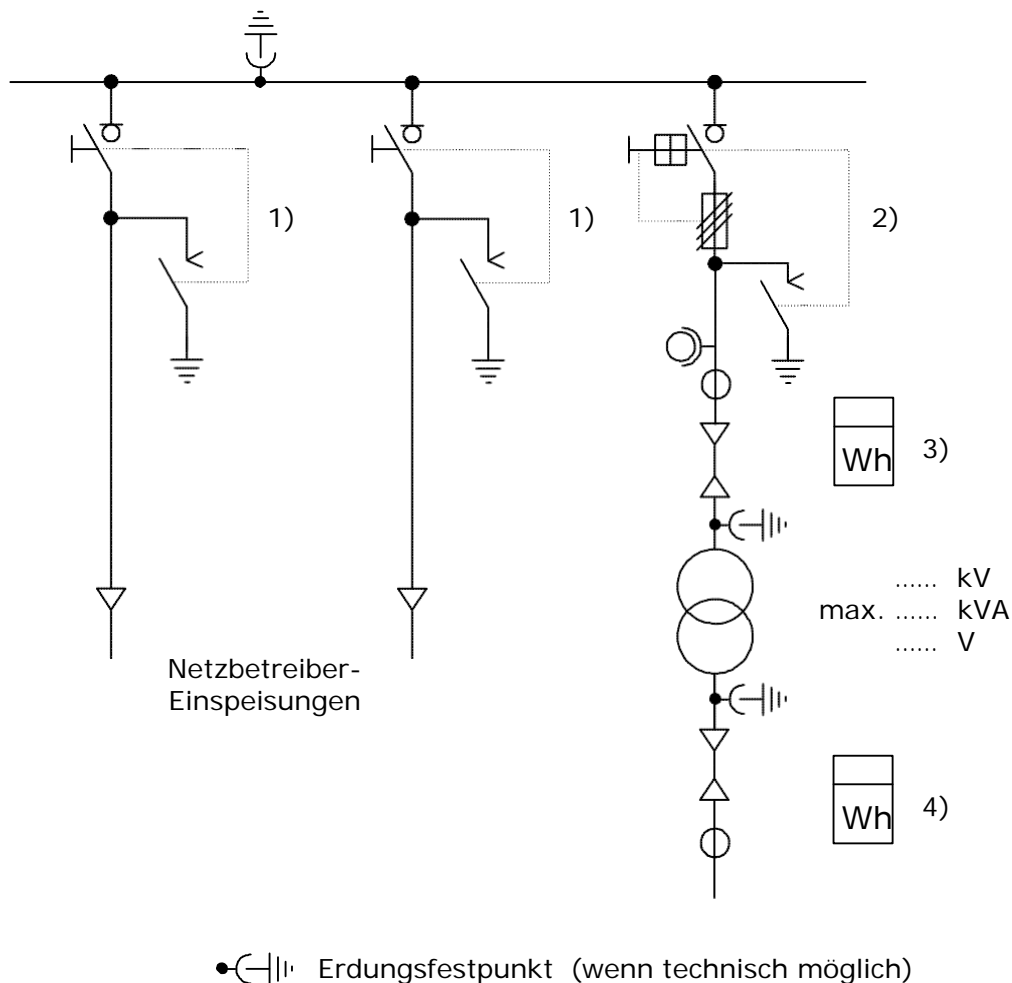 1)
1)
2)
Wh
3)
...... kV
max. ...... kVA
...... V
Netzbetreiber-
Einspeisungen
Wh
4)
Erdungsfestpunkt (wenn technisch möglich)